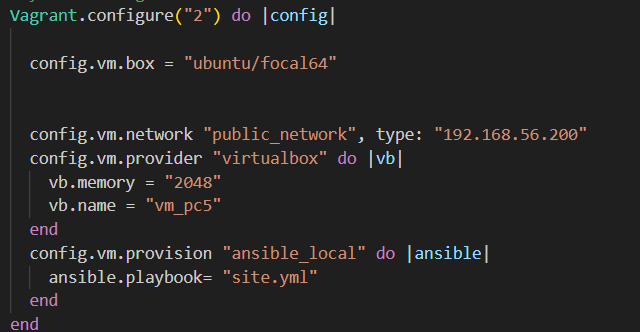 Vagrant.configure("2") do |config|
config.vm.box = "ubuntu/focal64"
config.vm.network "public_network", type: "192.168.56.200"
config.vm.provider "virtualbox" do |vb|
vb.memory = "2048"
vb.name = "vm_pc5"
end
config.vm.provision "ansible_local" do |ansible|
ansible.playbook= "site.yml"
end
end